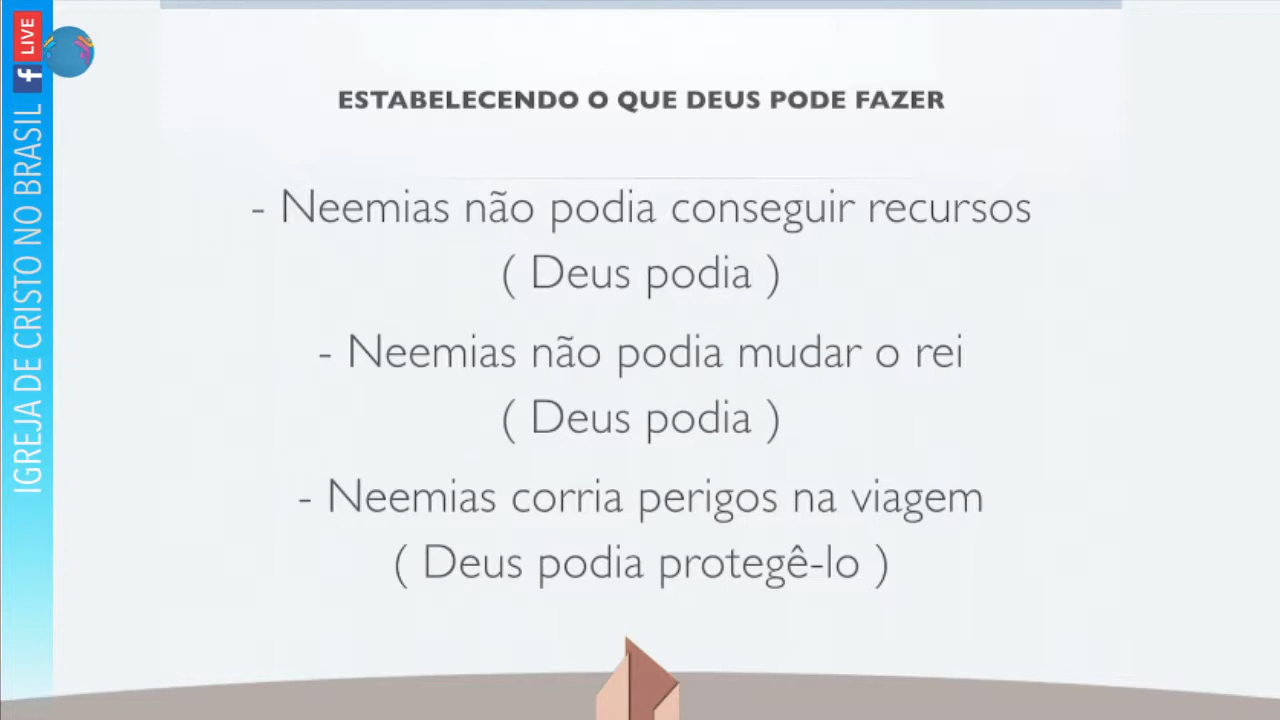 LIVE
f
IGREJA DE CRISTO NO BRASIL
ESTABELECENDO O QUE DEUS PODE FAZER
- Neemias não podia conseguir recursos
( Deus podia )
- Neemias não podia mudar o rei
( Deus podia )
- Neemias corria perigos na viagem
( Deus podia protegê-lo )